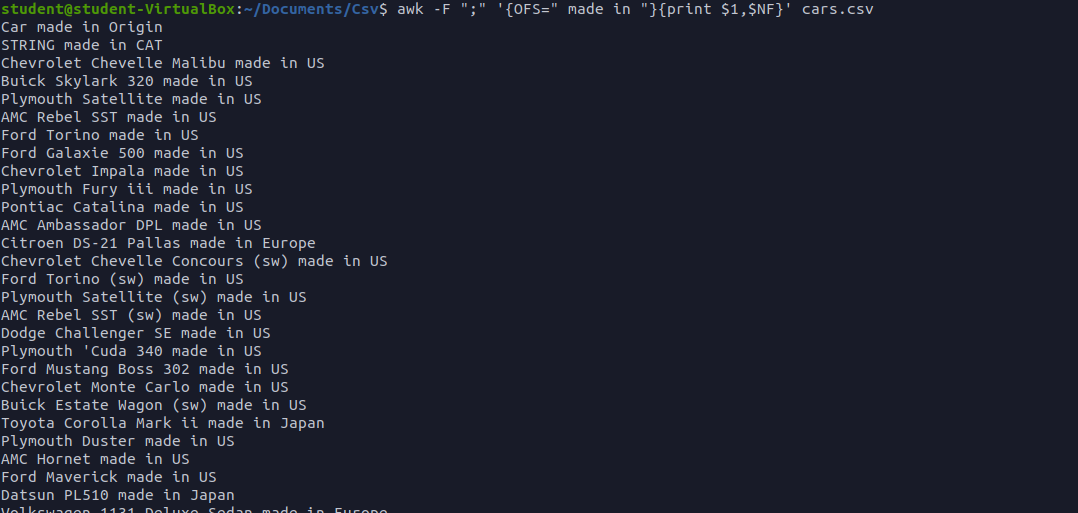 student@student-VirtualBox:~/Documents/Csv$ awk -F ";" '{OFS=" made in "}{print $1,$NF}' cars.csv
Car made in Origin
STRING made in CAT
Chevrolet Chevelle Malibu made in US
Buick Skylark 320 made in US
Plymouth Satellite made in US
AMC Rebel SST made in US
Ford Torino made in US
Ford Galaxie 500 made in US
Chevrolet Impala made in US
Plymouth Fury iii made in US
Pontiac Catalina made in US
AMC Ambassador DPL made in US
Citroen DS-21 Pallas made in Europe
Chevrolet Chevelle Concours (sw) made in US
Ford Torino (sw) made in US
Plymouth Satellite (sw) made in US
AMC Rebel SST (sw) made in US
Dodge Challenger SE made in US
Plymouth 'Cuda 340 made in US
Ford Mustang Boss 302 made in US
Chevrolet Monte Carlo made in US
Buick Estate Wagon (sw) made in US
Toyota Corolla Mark ii made in Japan
Plymouth Duster made in US
AMC Hornet made in US
Ford Maverick made in US
Datsun PL510 made in Japan
Volkswagen 1131 Deluxe Sedan made in Europe